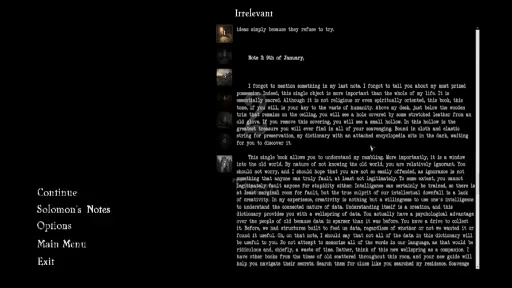 Irrelevant
ideas simply because they refuse to try.
Note 2: 9th of January,
I forgot to mention something in my last note. I forgot to tell you about my most prized
possession. Indeed, this single object is more important than the whole of my life. It is
essentially sacred. Although it is not religious or even spiritually oriented, this book, this
tome, if you will, is your key to the vasts of humanity. Above my desk, just below the wooden
trim that remains on the ceiling, you will see a hole covered by some stretched leather from an
old glove. If you remove this covering, you will see a small hollow. In this hollow is the
greatest treasure you will ever find in all of your scavenging. Bound in cloth and elastic
string for preservation, my dictionary with an attached encyclopedia sits in the dark, waiting
for you to discover it.
This single book allows you to understand my rambling. More importantly, it is a window
into the old world. By nature of not knowing the old world, you are relatively ignorant. You
should not worry, and I should hope that you are not so easily offended, as ignorance is not
something that anyone can truly fault, at least not legitimately. To some extent, you cannot
legitimately fault anyone for stupidity either. Intelligence can certainly be trained, so there is
at least marginal room for fault, but the true culprit of our intellectual downfall is a lack
of creativity. In my experience, creativity is nothing but a willingness to use one's intelligence
to understand the connected nature of data. Understanding itself is a creation, and this
dictionary provides you with a wellspring of data. You actually have a psychological advantage
over the people of old because data is sparser than it was before. You have a drive to collect
it. Before, we had structures built to feed us data, regardless of whether or not we wanted it or
found it useful. On that note, I should say that not all of the data in this dictionary will
be useful to you. Do not attempt to memorize all of the words in our language, as that would be
ridiculous and, chiefly, a waste of time. Rather, think of this new wellspring as a companion. I
have other books from the times of old scattered throughout this room, and your new guide will
help you navigate their secrets. Search them for clues like you searched my residence. Scavenge
Continue
Solomon's Notes
Options
Main Menu
Exit